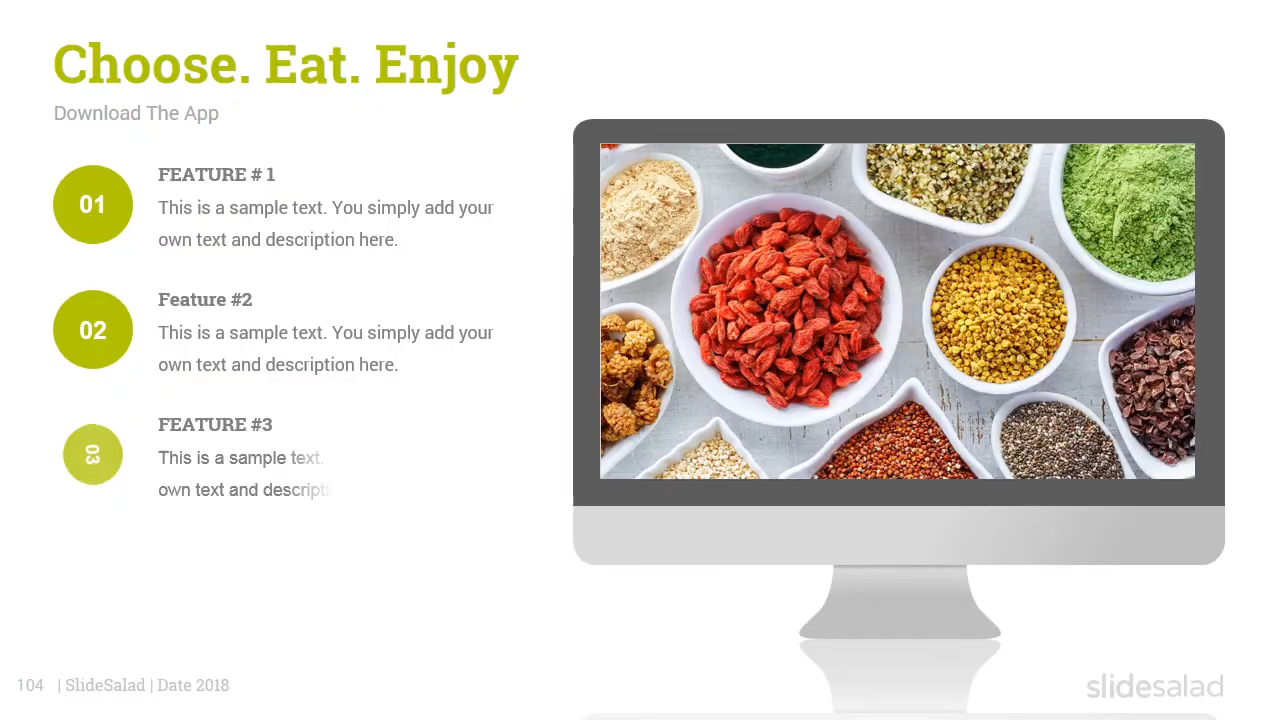 Choose. Eat. Enjoy
Download The App
01
FEATURE # 1
This is a sample text. You simply add your
own text and description here.
02
Feature #2
This is a sample text. You simply add your
own text and description here.
03
FEATURE #3
This is a sample text.
own text and
104 | SlideSalad | Date 2018
slidesalad